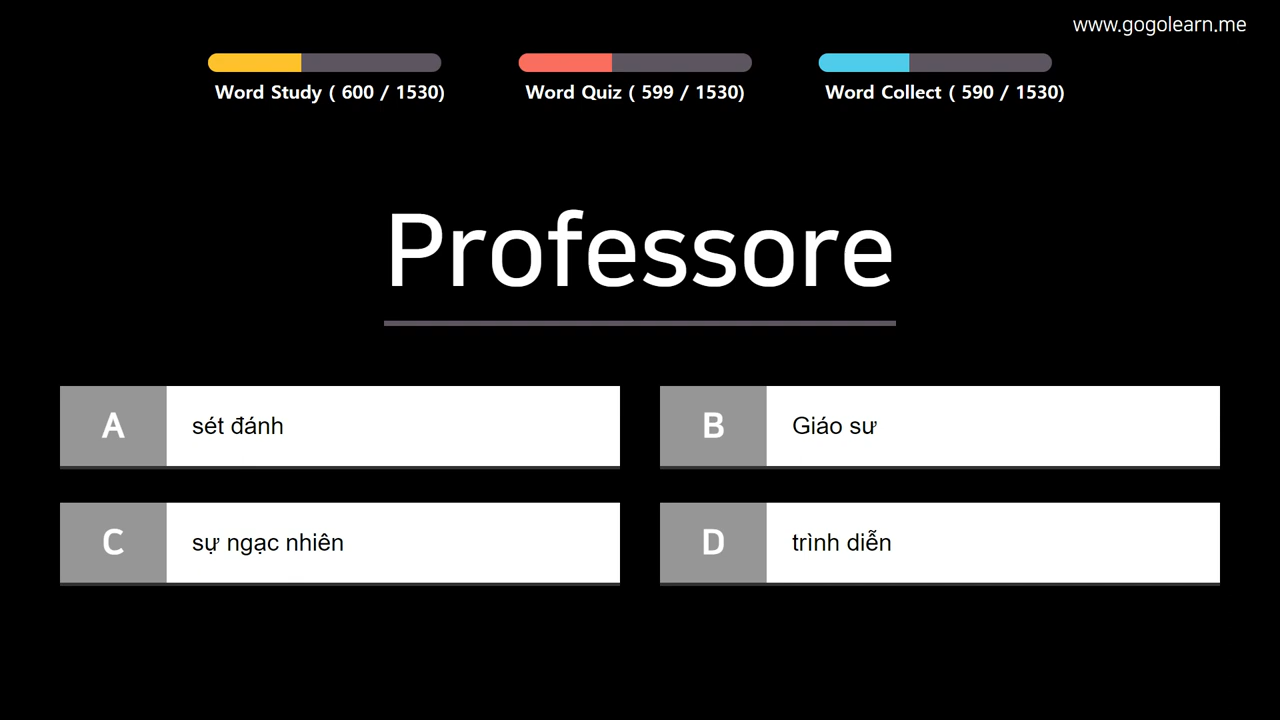 www.gogolearn.me
Word Study ( 600 / 1530)
Word Quiz ( 599 / 1530)
Word Collect ( 590 / 1530)
Professore
A sét đánh
B Giáo sư
C sự ngạc nhiên
D trình diễn